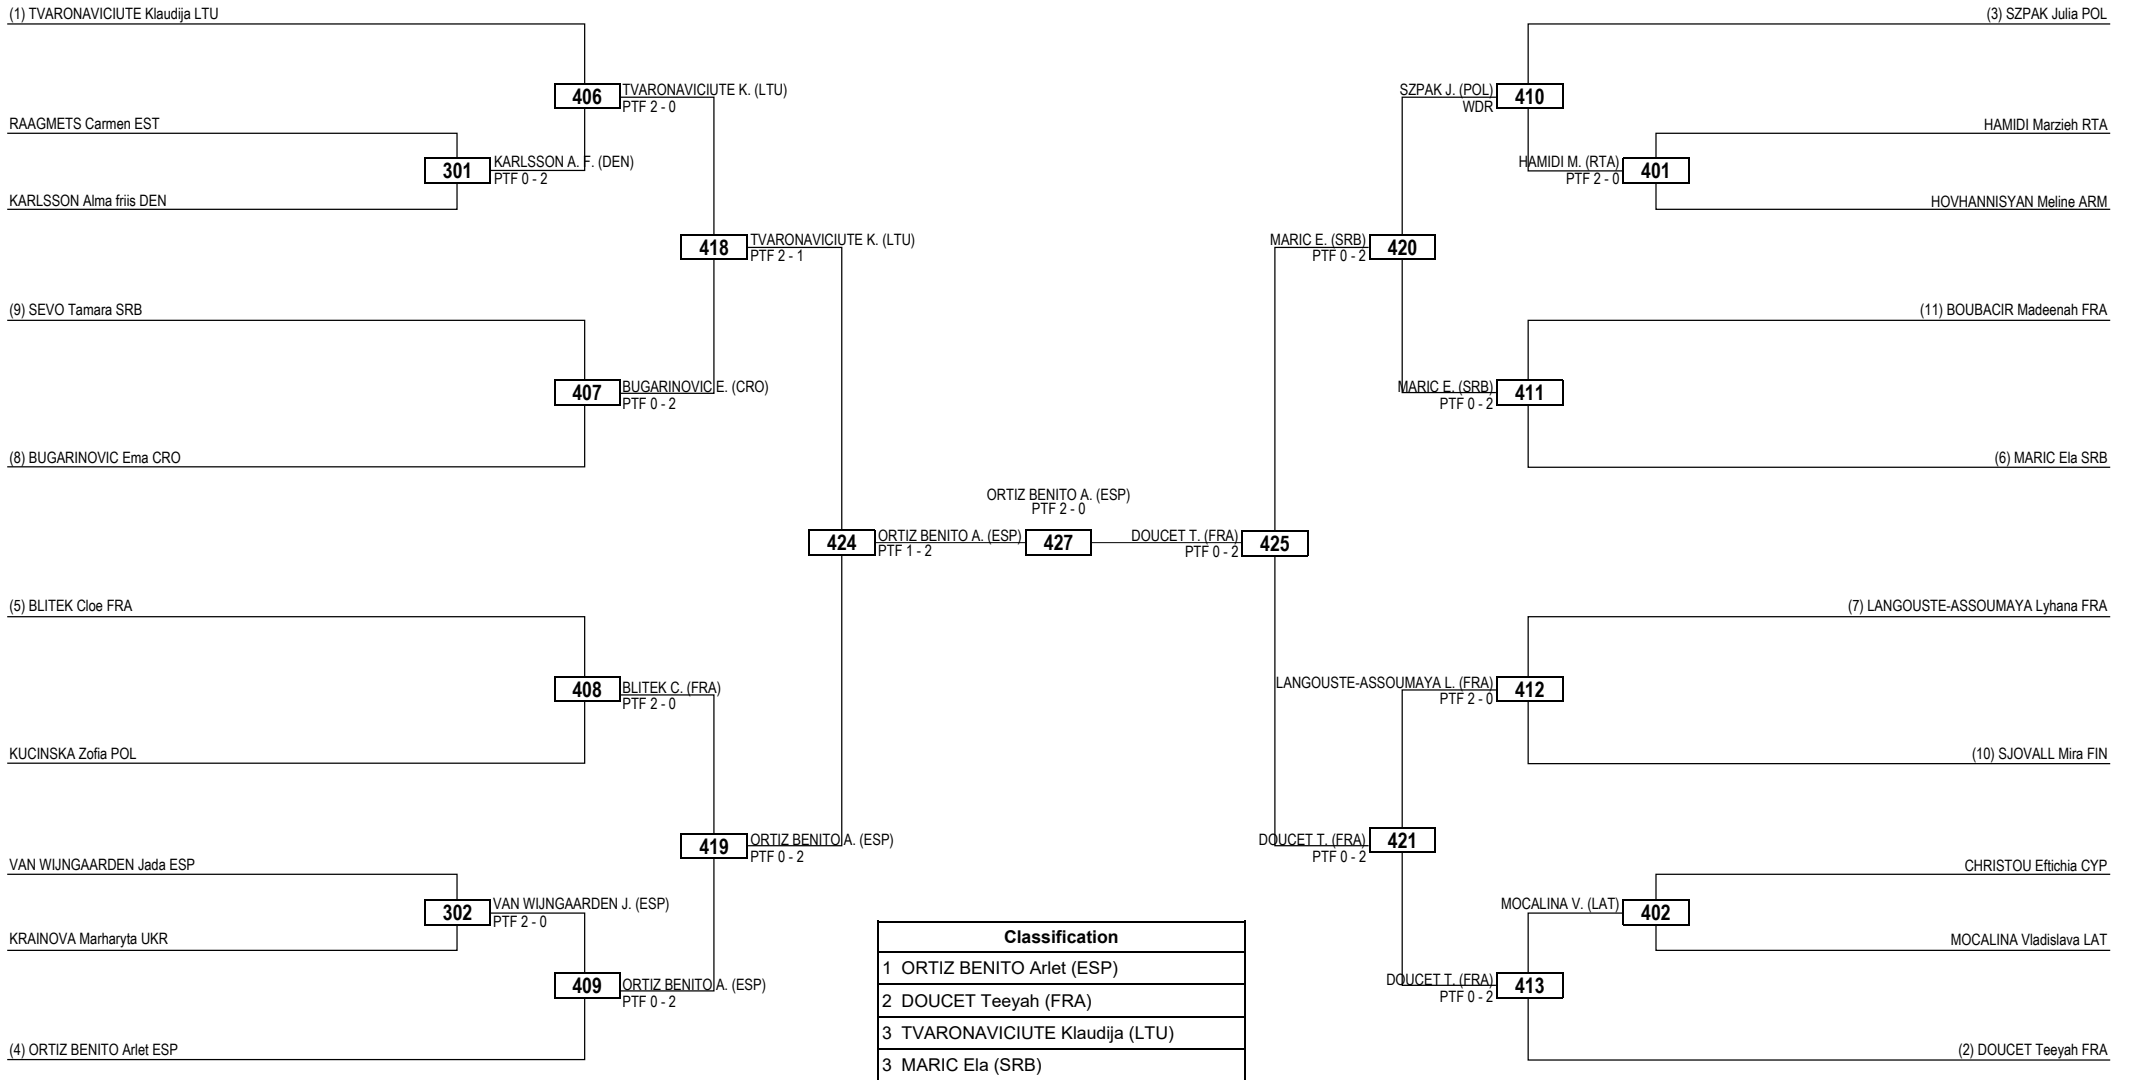 (1) TVARONAVICIUTE Klaudija LTU
(3) SZPAK Julia POL
406
TVARONAVICIUTE K. (LTU)
PTF 2 - 0
SZPAK J. (POL)
WDR
410
RAAGMETS Carmen EST
HAMIDI Marzieh RTA
301
KARLSSON A. F. (DEN)
PTF 0 - 2
HAMIDI M. (RTA)
PTF 2 - 0
401
KARLSSON Alma friis DEN
HOVHANNISYAN Meline ARM
418
TVARONAVICIUTE K. (LTU)
PTF 2 - 1
MARIC E. (SRB)
PTF 0 - 2
420
(9) SEVO Tamara SRB
(11) BOUBACIR Madeenah FRA
407
BUGARINOVIC E. (CRO)
PTF 0 - 2
MARIC E. (SRB)
PTF 0 - 2
411
(8) BUGARINOVIC Ema CRO
(6) MARIC Ela SRB
ORTIZ BENITO A. (ESP)
PTF 2 - 0
424
ORTIZ BENITO A. (ESP)
PTF 1 - 2
427
DOUCET T. (FRA)
PTF 0 - 2
425
(5) BLITEK Cloe FRA
(7) LANGOUSTE-ASSOUMAYA Lyhana FRA
408
BLITEK C. (FRA)
PTF 2 - 0
LANGOUSTE-ASSOUMAYA L. (FRA)
PTF 2 - 0
412
KUCINSKA Zofia POL
(10) SJOVALL Mira FIN
419
ORTIZ BENITO A. (ESP)
PTF 0 - 2
DOUCET T. (FRA)
PTF 0 - 2
421
VAN WIJNGAARDEN Jada ESP
CHRISTOU Eftichia CYP
302
VAN WIJNGAARDEN J. (ESP)
PTF 2 - 0
MOCALINA V. (LAT)
402
KRAINOVA Marharyta UKR
MOCALINA Vladislava LAT
409
ORTIZ BENITO A. (ESP)
PTF 0 - 2
DOUCET T. (FRA)
PTF 0 - 2
413
(4) ORTIZ BENITO Arlet ESP
(2) DOUCET Teeyah FRA
Classification
1 ORTIZ BENITO Arlet (ESP)
2 DOUCET Teeyah (FRA)
3 TVARONAVICIUTE Klaudija (LTU)
3 MARIC Ela (SRB)